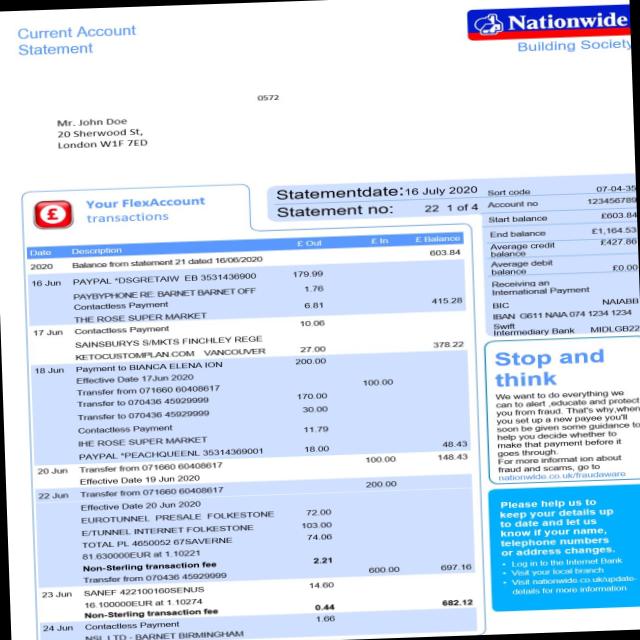 Current Account
Statement
Nationwide
Building Society
0572
Mr. John Doe
20 Sherwood St,
London W1F 7ED
Your FlexAccount
transactions
Statementdate:16 July 2020
Statement no: 22 1 of 4
Sort code 07-04-35
Account no 123456789
Start balance £603.84
End balance £1,164.53
Average credit balance £427.86
Average debit balance £0.00
Receiving an
International Payment
BIC NAIABB
IBAN G611 NAIA 074 1234 1234
Swift
Intermediary Bank MIDLGB22
Date Description £ Out £ In £ Balance
2020 Balance from statement 21 dated 16/06/2020 603.84
16 Jun PAYPAL *DSGRETAIW EB 3531436900 179.99
PAYBYPHONE RE. BARNET BARNET OFF 1.76
Contactless Payment 6.81 415.28
THE ROSE SUPER MARKET
17 Jun Contactless Payment 10.06
SAINSBURYS S/MKTS FINCHLEY REGE
KETOCUSTOMPLAN.COM VANCOUVER 27.00 378.22
18 Jun Payment to BIANCA ELENA ION 200.00
Effective Date 17Jun 2020
Transfer from 071660 60408617 100.00
Transfer to 070436 45929999 170.00
Transfer to 070436 45929999 30.00
Contactless Payment 11.79
IHE ROSE SUPER MARKET
PAYPAL *PEACHQUEENL 35314369001 18.00 48.43
20 Jun Transfer from 071660 60408617 100.00 148.43
Effective Date 19 Jun 2020
22 Jun Transfer from 071660 60408617 200.00
Effective Date 20 Jun 2020
EUROTUNNEL PRESALE FOLKESTONE 72.00
E/TUNNEL INTERNET FOLKESTONE 103.00
TOTAL PL 4650052 67SAVERNE 74.06
81.630000EUR at 1.10221
Non-Sterling transaction fee 2.21
Transfer from 070436 45929999 600.00 697.16
23 Jun SANEF 422100160SENUS 14.60
16.100000EUR at 1.10274
Non-Sterling transaction fee 0.44 682.12
24 Jun Contactless Payment 1.66
NSL LTD - BARNET BIRMINGHAM
Stop and
think
We want to do everything we
can to alert ,educate and protect
you from fraud. That's why,when
you set up a new payee you'll
soon be given some guidance to
help you decide whether to
make that payment before it
goes through.
For more informat ion about
fraud and scams, go to
nationwide.co.uk/fraudaware
Please help us to
keep your details up
to date and let us
know if your name,
telephone numbers
or address changes.
• Log in to the Internet Bank
• Visit your local branch
• Visit nationwide.co.uk/update-
details for more information